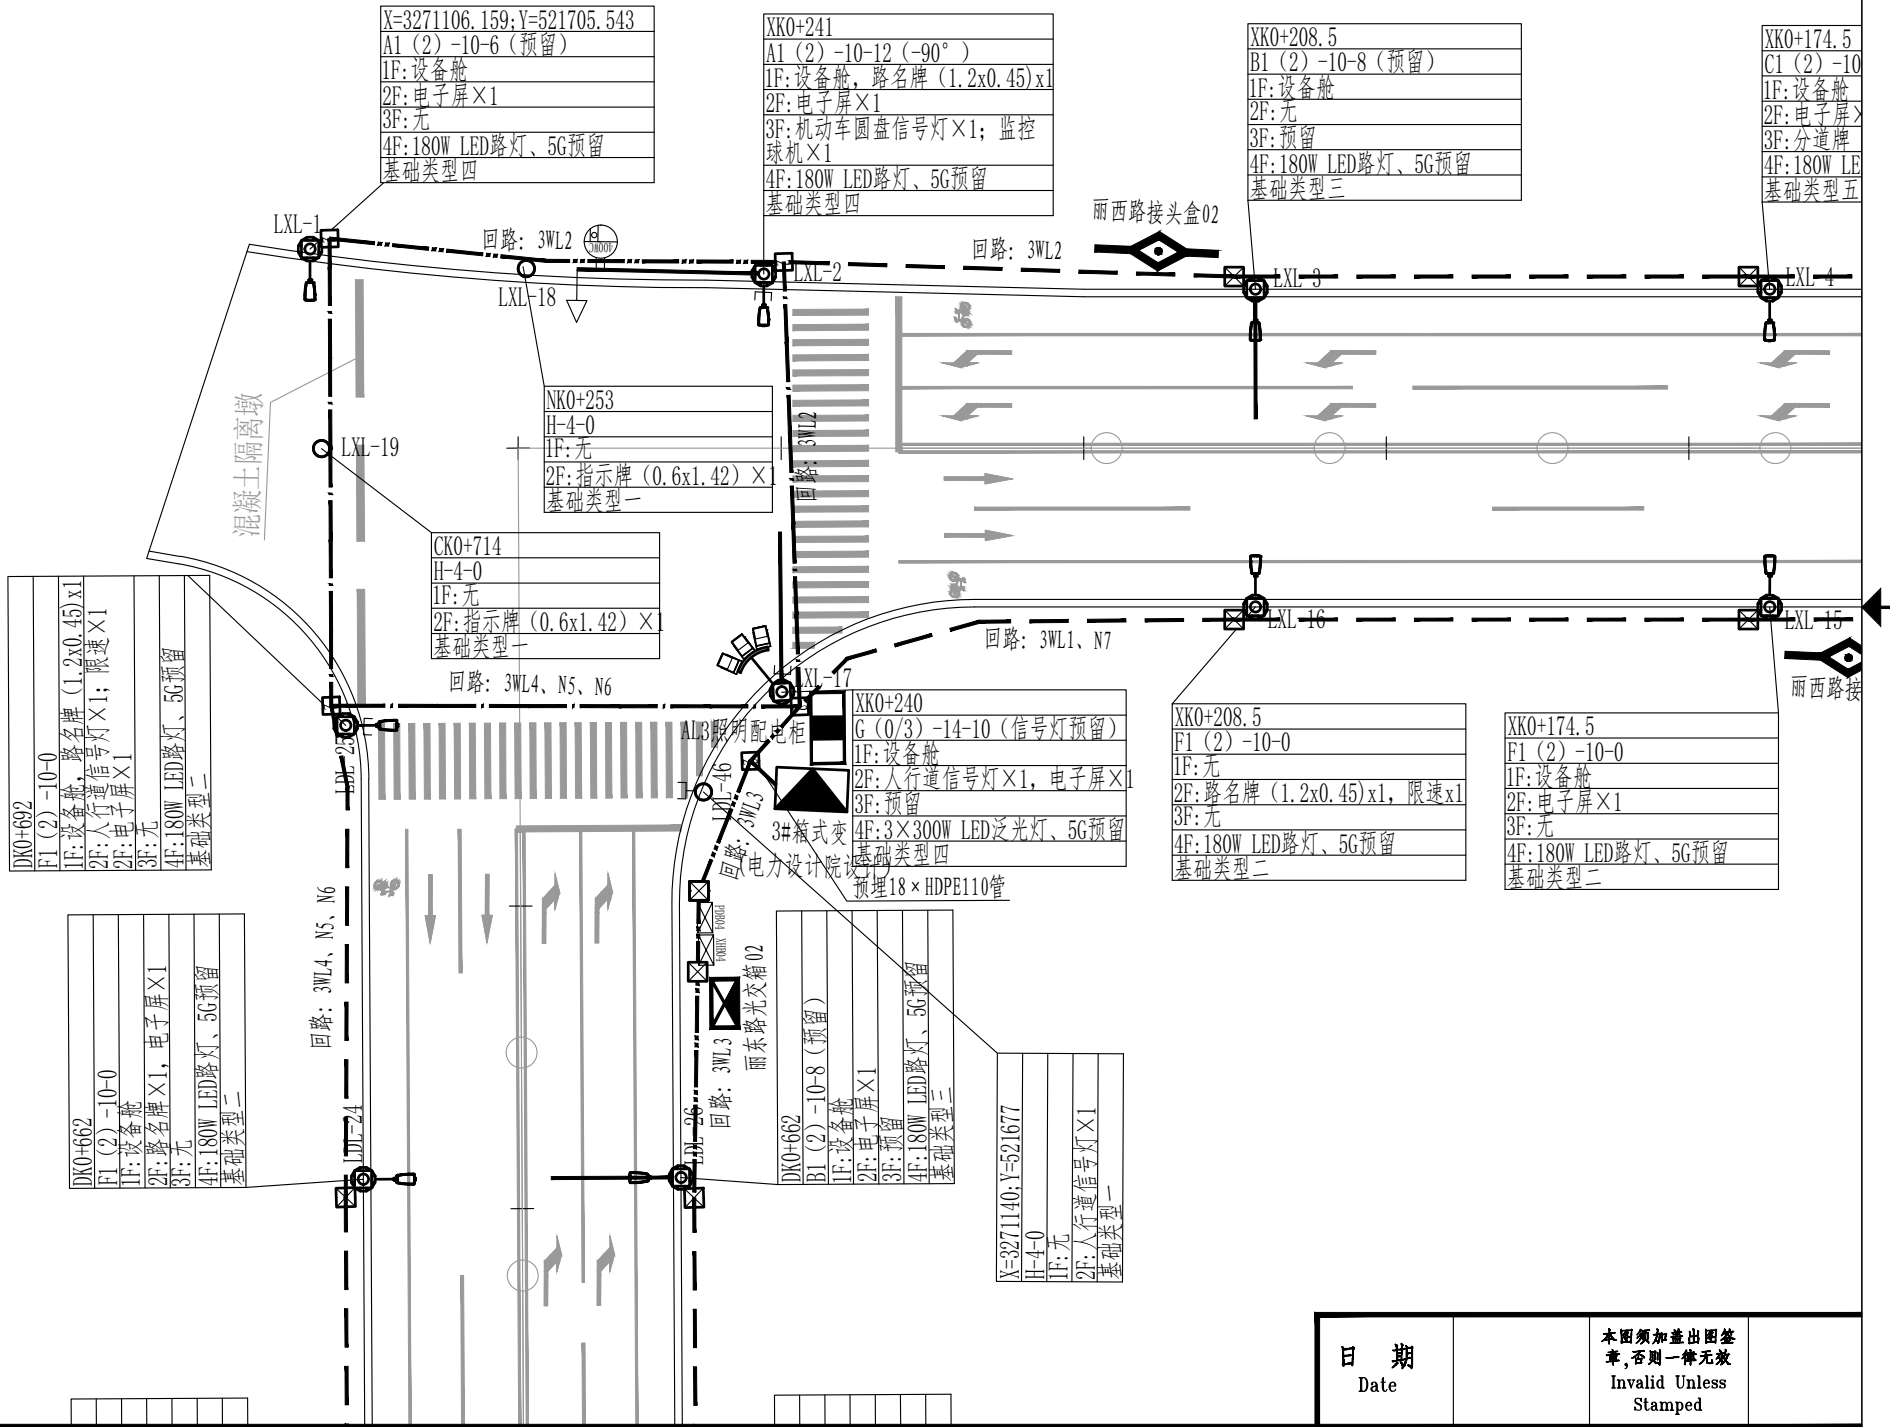 X=3271106.159;Y=521705.543
A1（2）-10-6（预留）
1F:设备舱
2F:电子屏×1
3F:无
4F:180W LED路灯、5G预留
基础类型四
XK0+241
A1（2）-10-12（-90°）
1F:设备舱，路名牌（1.2x0.45)x1
2F:电子屏×1
3F:机动车圆盘信号灯×1；监控
球机×1
4F:180W LED路灯、5G预留
基础类型四
XK0+208.5
B1（2）-10-8（预留）
1F:设备舱
2F:无
3F:预留
4F:180W LED路灯、5G预留
基础类型三
XK0+174.5
C1（2）-10
1F:设备舱
2F:电子屏×
3F:分道牌
4F:180W LE
基础类型五
丽西路接头盒02
LXL-1
回路：3WL2
400WC
LXL-18
LXL-2
回路：3WL2
LXL-3
LXL-4
混凝土隔离墩
LXL-19
NK0+253
H-4-0
1F:无
2F:指示牌（0.6x1.42）×1
基础类型一
回路：3WL2
CK0+714
H-4-0
1F:无
2F:指示牌（0.6x1.42）×1
基础类型一
回路：3WL4、N5、N6
回路：3WL1、N7
LXL-16
LXL-15
丽西路接
LXL-17
DK0+692
F1（2）-10-0
1F:设备舱，路名牌（1.2x0.45)x1
2F:人行道信号灯×1；限速×1
2F:电子屏×1
3F:无
4F:180W LED路灯、5G预留
基础类型二
LDL-25
AL3照明配电柜
XK0+240
G（0/3）-14-10（信号灯预留）
1F:设备舱
2F:人行道信号灯×1，电子屏×1
3F:预留
4F:3×300W LED泛光灯、5G预留
基础类型四
预埋18×HDPE110管
LDL-46
回路：3WL3
3#箱式变
(电力设计院设计)
XK0+208.5
F1（2）-10-0
1F:无
2F:路名牌（1.2x0.45)x1，限速x1
3F:无
4F:180W LED路灯、5G预留
基础类型二
XK0+174.5
F1（2）-10-0
1F:设备舱
2F:电子屏×1
3F:无
4F:180W LED路灯、5G预留
基础类型二
回路：3WL4、N5、N6
DK0+662
F1（2）-10-0
1F:设备舱
2F:路名牌×1，电子屏×1
3F:无
4F:180W LED路灯、5G预留
基础类型二
LDL-24
丽东路光交箱02
回路：3WL3
LDL-26
DK0+662
B1（2）-10-8（预留）
1F:设备舱
2F:电子屏×1
3F:预留
4F:180W LED路灯、5G预留
基础类型三
X=3271140;Y=521677
H-4-0
1F:无
2F:人行道信号灯×1
基础类型一
日 期
Date
本图须加盖出图签
章,否则一律无效
Invalid Unless
Stamped